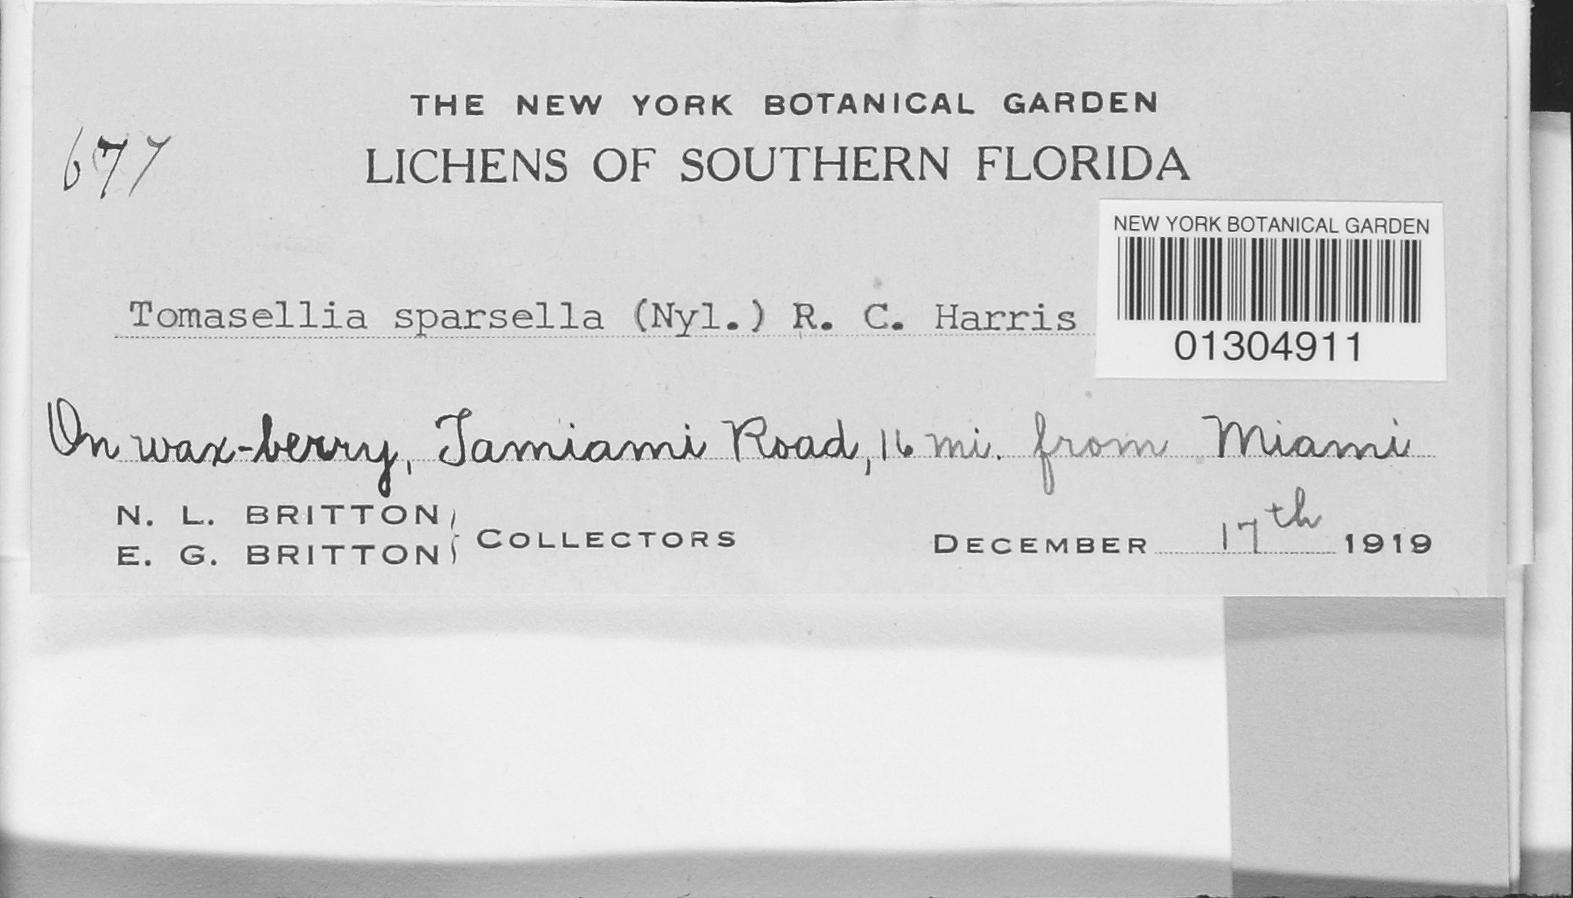 THE NEW YORK BOTANICAL GARDEN
677
LICHENS OF SOUTHERN FLORIDA
NEW YORK BOTANICAL GARDEN
01304911
Tomasellia sparsella (Nyl.) R. C. Harris
On wax-berry, Tamiami Road, 16 mi. from Miami
N. L. BRITTON
E. G. BRITTON
COLLECTORS
DECEMBER 17th 1919